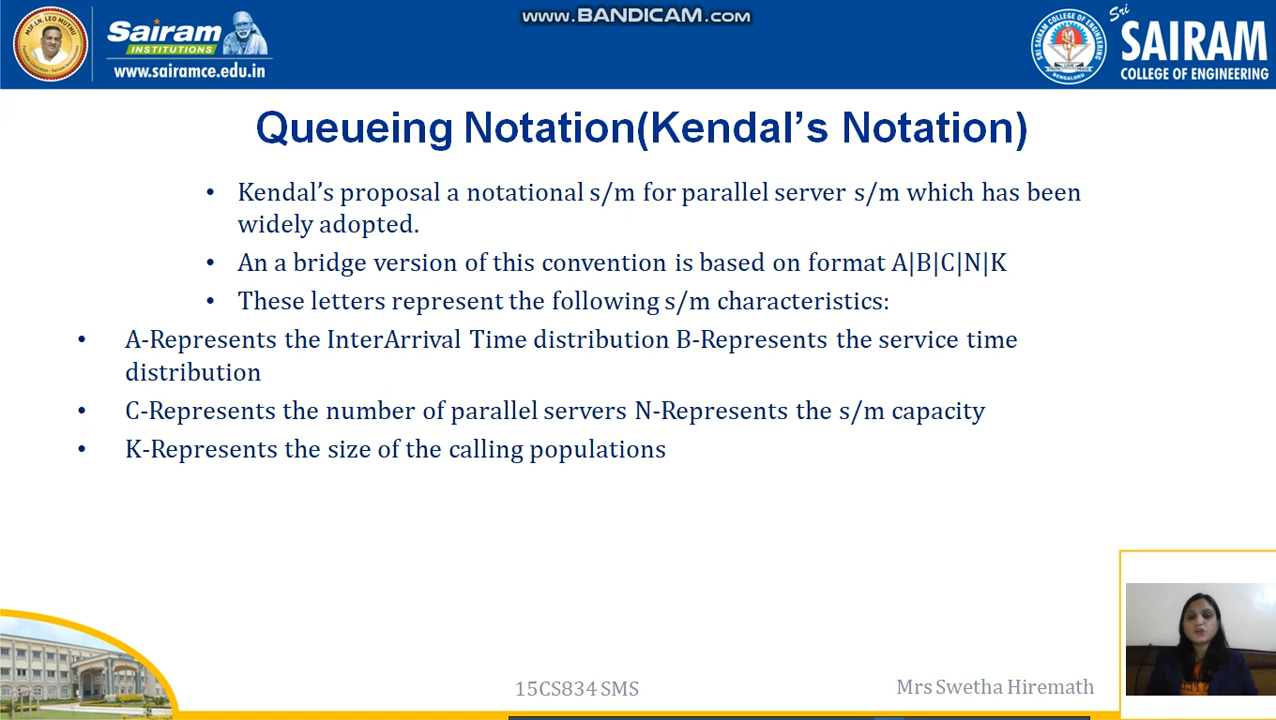 www.BANDICAM.com
Sairam
INSTITUTIONS
www.sairamce.edu.in
Sri
SAIRAM
COLLEGE OF ENGINEERING
Queueing Notation(Kendal’s Notation)
• Kendal’s proposal a notational s/m for parallel server s/m which has been
widely adopted.
• An a bridge version of this convention is based on format A|B|C|N|K
• These letters represent the following s/m characteristics:
• A-Represents the InterArrival Time distribution B-Represents the service time
distribution
• C-Represents the number of parallel servers N-Represents the s/m capacity
• K-Represents the size of the calling populations
15CS834 SMS
Mrs Swetha Hiremath